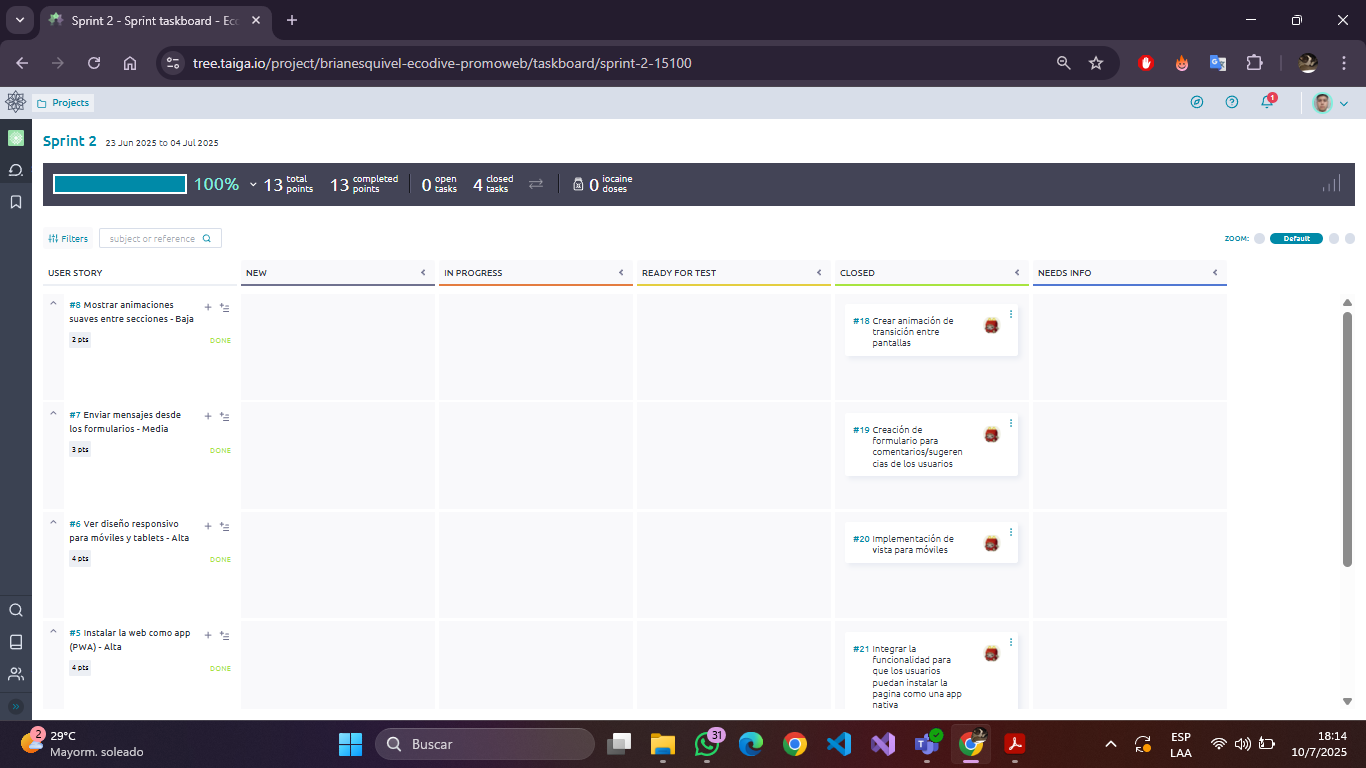 Sprint 2 - Sprint taskboard - Eco
tree.taiga.io/project/brianesquivel-ecodive-promoweb/taskboard/sprint-2-15100
Projects
1
Sprint 2 23 Jun 2025 to 04 Jul 2025
100% 13 total points 13 completed points 0 open tasks 4 closed tasks 0 iocaine doses
Filters subject or reference ZOOM: Default
USER STORY NEW IN PROGRESS READY FOR TEST CLOSED NEEDS INFO
#8 Mostrar animaciones
suaves entre secciones - Baja
2 pts DONE
#18 Crear animación de
transición entre
pantallas
#7 Enviar mensajes desde
los formularios - Media
3 pts DONE
#19 Creación de
formulario para
comentarios/sugeren
cias de los usuarios
#6 Ver diseño responsivo
para móviles y tablets - Alta
4 pts DONE
#20 Implementación de
vista para móviles
#5 Instalar la web como app
(PWA) - Alta
4 pts DONE
#21 Integrar la
funcionalidad para
que los usuarios
puedan instalar la
pagina como una app
nativa
2
29°C
Mayorm. soleado
Buscar
31
ESP
LAA
18:14
10/7/2025